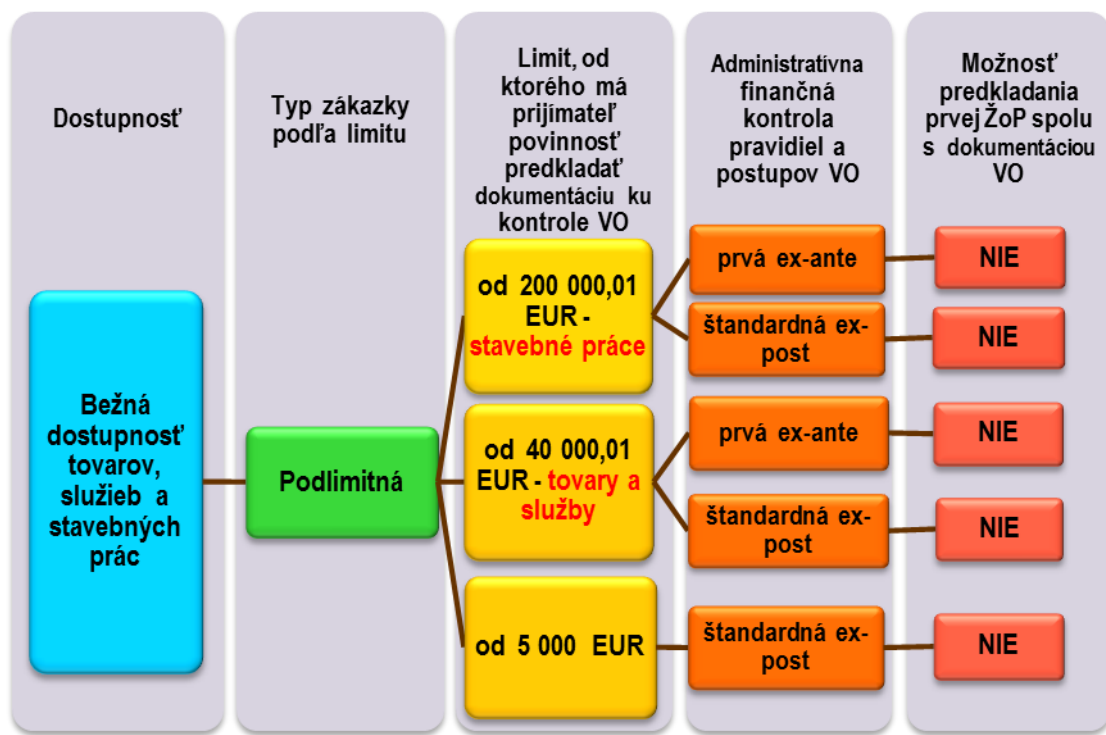 Dostupnosť
Typ zákazky
podľa limitu
Limit, od
ktorého má
prijímateľ
povinnosť
predkladať
dokumentáciu ku
kontrole VO
Administratívna
finančná
kontrola
pravidiel a
postupov VO
Možnosť
predkladania
prvej ŽoP spolu
s dokumentáciou
VO
Bežná
dostupnosť
tovarov,
služieb a
stavebných
prác
Podlimitná
od 200 000,01
EUR -
stavebné práce
prvá ex-ante
NIE
štandardná ex-
post
NIE
od 40 000,01
EUR - tovary a
služby
prvá ex-ante
NIE
štandardná ex-
post
NIE
od 5 000 EUR
štandardná ex-
post
NIE